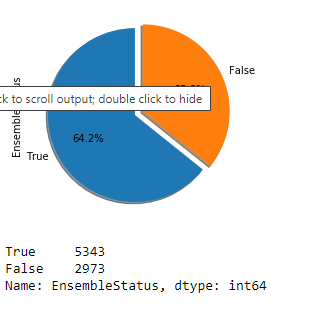 False
ck to scroll output; double click to hide
64.2%
True
True 5343
False 2973
Name: EnsembleStatus, dtype: int64